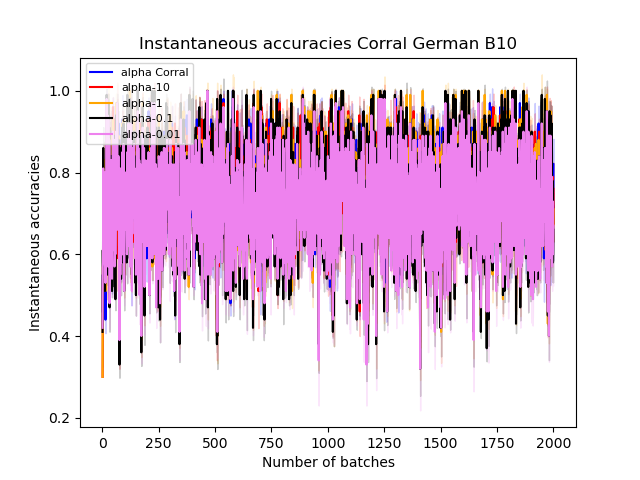 Instantaneous accuracies Corral German B10
alpha Corral
alpha-10
alpha-1
alpha-0.1
alpha-0.01
1.0
0.8
0.6
0.4
0.2
Instantaneous accuracies
0 250 500 750 1000 1250 1500 1750 2000
Number of batches